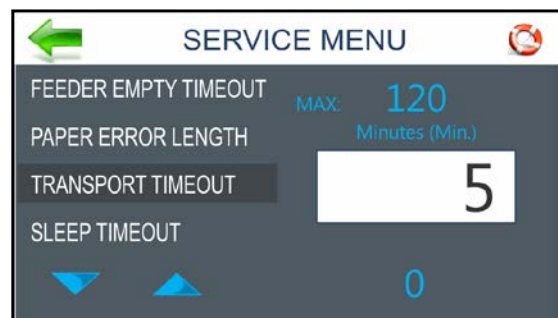 SERVICE MENU
FEEDER EMPTY TIMEOUT
PAPER ERROR LENGTH
TRANSPORT TIMEOUT
SLEEP TIMEOUT
MAX: 120
Minutes (Min.)
5
0